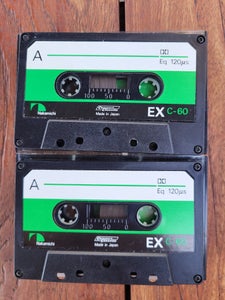 A
Eq 120µs
100 50 0
Nakamichi
Made in Japan
EX C-60
A
Eq 120µs
100 50 0
Nakamichi
Made in Japan
EX